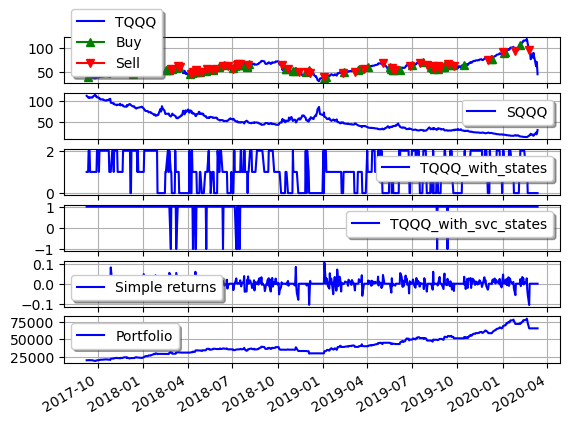 TQQQ
Buy
Sell
100
50
SQQQ
100
50
TQQQ_with_states
2
0
TQQQ_with_svc_states
1
0
−1
Simple returns
0.1
0.0
−0.1
Portfolio
75000
50000
25000
2017-10 2018-01 2018-04 2018-07 2018-10 2019-01 2019-04 2019-07 2019-10 2020-01 2020-04